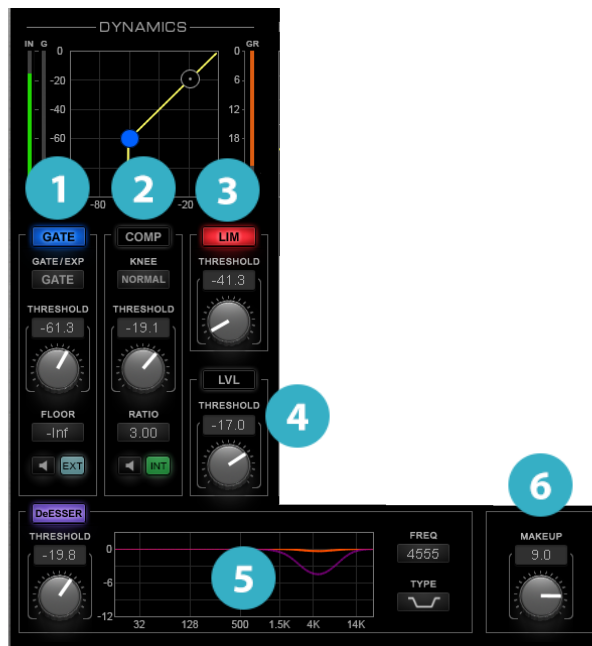 DYNAMICS
IN G 0 0 GR
-20 6
-40 12
-60 18
-80 -20
1 2 3
GATE COMP LIM
GATE/EXP KNEE THRESHOLD
GATE NORMAL -41.3
THRESHOLD THRESHOLD
-61.3 -19.1
LVL
THRESHOLD
FLOOR RATIO -17.0 4
-Inf 3.00
EXT INT
6
DeESSER
THRESHOLD FREQ MAKEUP
-19.8 0 4555 9.0
-6 5 TYPE
-12
32 128 500 1.5K 4K 14K